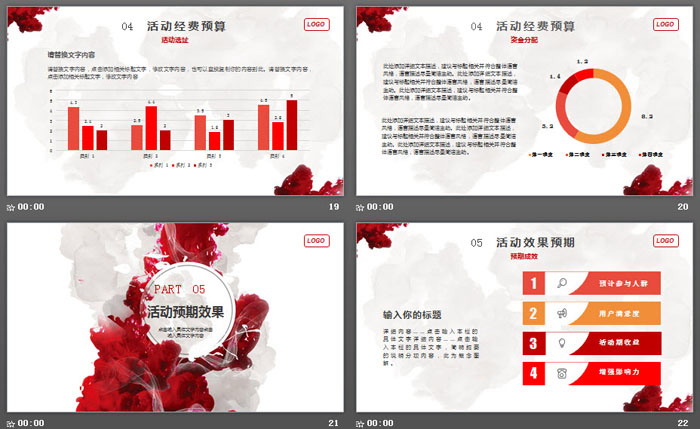 04 活动经费预算
LOGO
活动选址
请替换文字内容
请替换文字内容,点击添加相关标题文字,修改文字内容,也可以直接复制你的内容到此。请替换文字内容,
点击添加相关标题文字,修改文字内容
6
5
4
3
2
1
0
4.3
2.4
2
2.5
4.4
2
3.5
1.8
3
4.5
2.8
5
类别 1
类别 2
类别 3
类别 4
系列 1 系列 2 系列 3
00:00
19
04 活动经费预算
LOGO
资金分配
此处添加详细文本描述,建议与标题相关并符合整体语言
风格,语言描述尽量简洁生动。此处添加详细文本描述,
建议与标题相关并符合整体语言风格,语言描述尽量简洁
生动。此处添加详细文本描述,建议与标题相关并符合整
体语言风格,语言描述尽量简洁生动。
此处添加详细文本描述,建议与标题相关并符合整体语言
风格,语言描述尽量简洁生动。此处添加详细文本描述,
建议与标题相关并符合整体语言风格,语言描述尽量简洁
生动。此处添加详细文本描述,建议与标题相关并符合整
体语言风格,语言描述尽量简洁生动。
1.2
1.4
3.2
8.2
第一季度 第二季度 第三季度 第四季度
00:00
20
PART 05
活动预期效果
点击输入具体文字点击
输入具体文字内容
00:00
21
05 活动效果预期
LOGO
预期成效
输入你的标题
详细内容……点击输入本栏的
具体文字详细内容……点击输
入本栏的具体文字,简明扼要
的说明分项内容,此为概念图
解。
1 预计参与人群
2 用户满意度
3 活动期收益
4 增强影响力
00:00
22